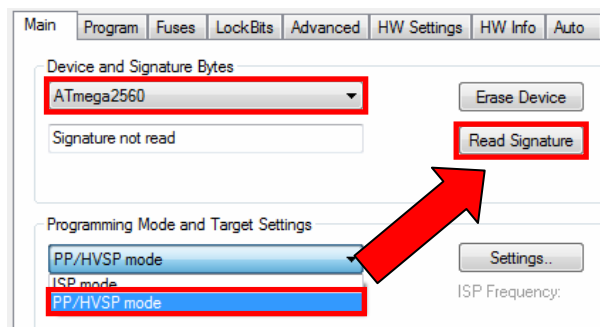 Main Program Fuses LockBits Advanced HW Settings HW Info Auto
Device and Signature Bytes
ATmega2560
Erase Device
Signature not read
Read Signature
Programming Mode and Target Settings
PP/HVSP mode
Settings..
ISP mode
ISP Frequency:
PP/HVSP mode